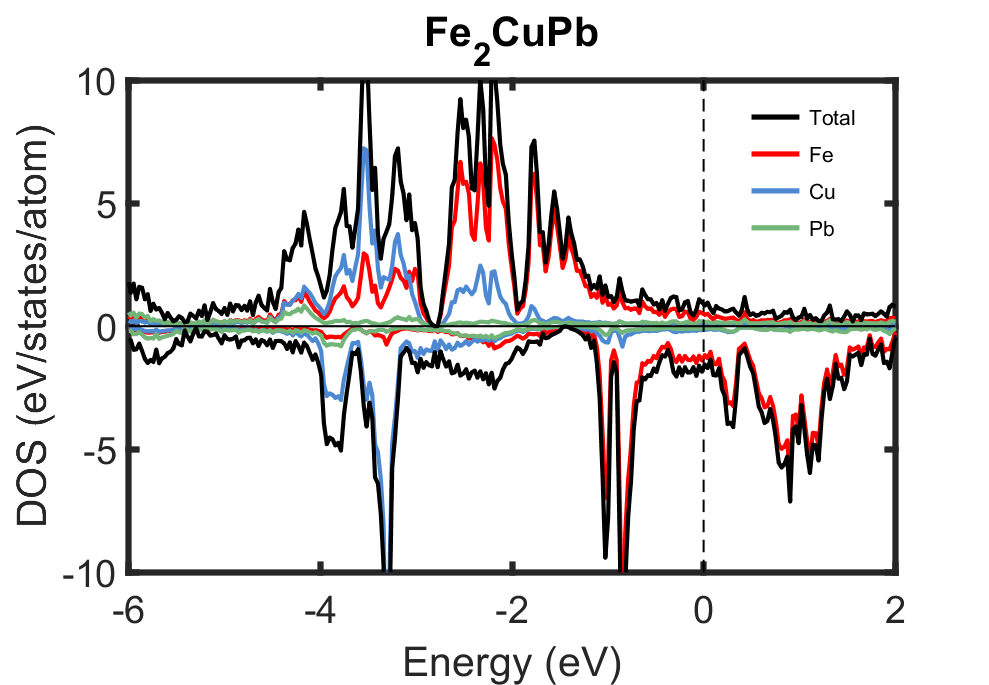 Fe2CuPb
DOS (eV/states/atom)
10
5
0
-5
-10
Total
Fe
Cu
Pb
-6 -4 -2 0 2
Energy (eV)